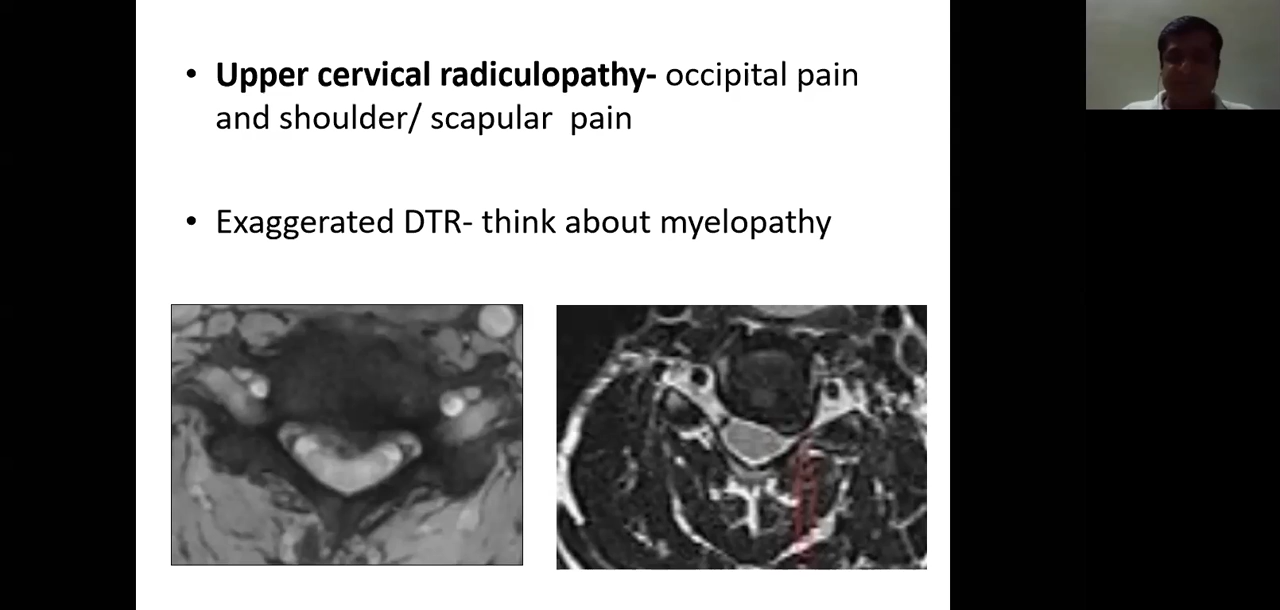 • Upper cervical radiculopathy- occipital pain
and shoulder/ scapular pain
• Exaggerated DTR- think about myelopathy